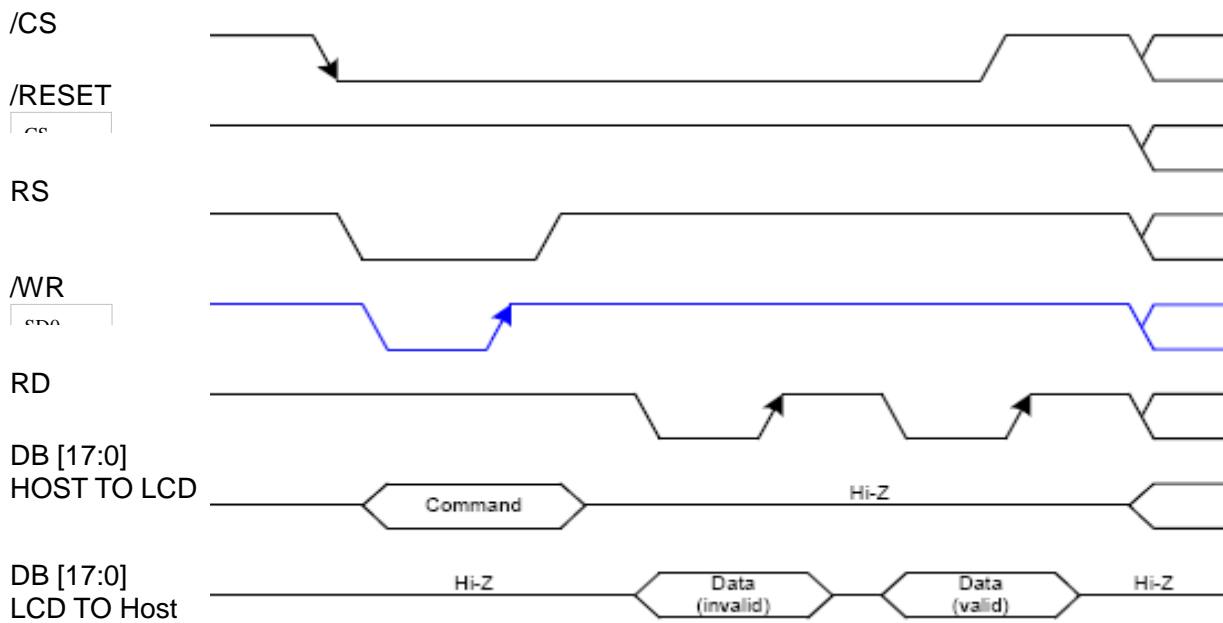 /CS
/RESET
RS
/WR
RD
DB [17:0]
HOST TO LCD
Command
Hi-Z
DB [17:0]
LCD TO Host
Hi-Z
Data
(invalid)
Data
(valid)
Hi-Z